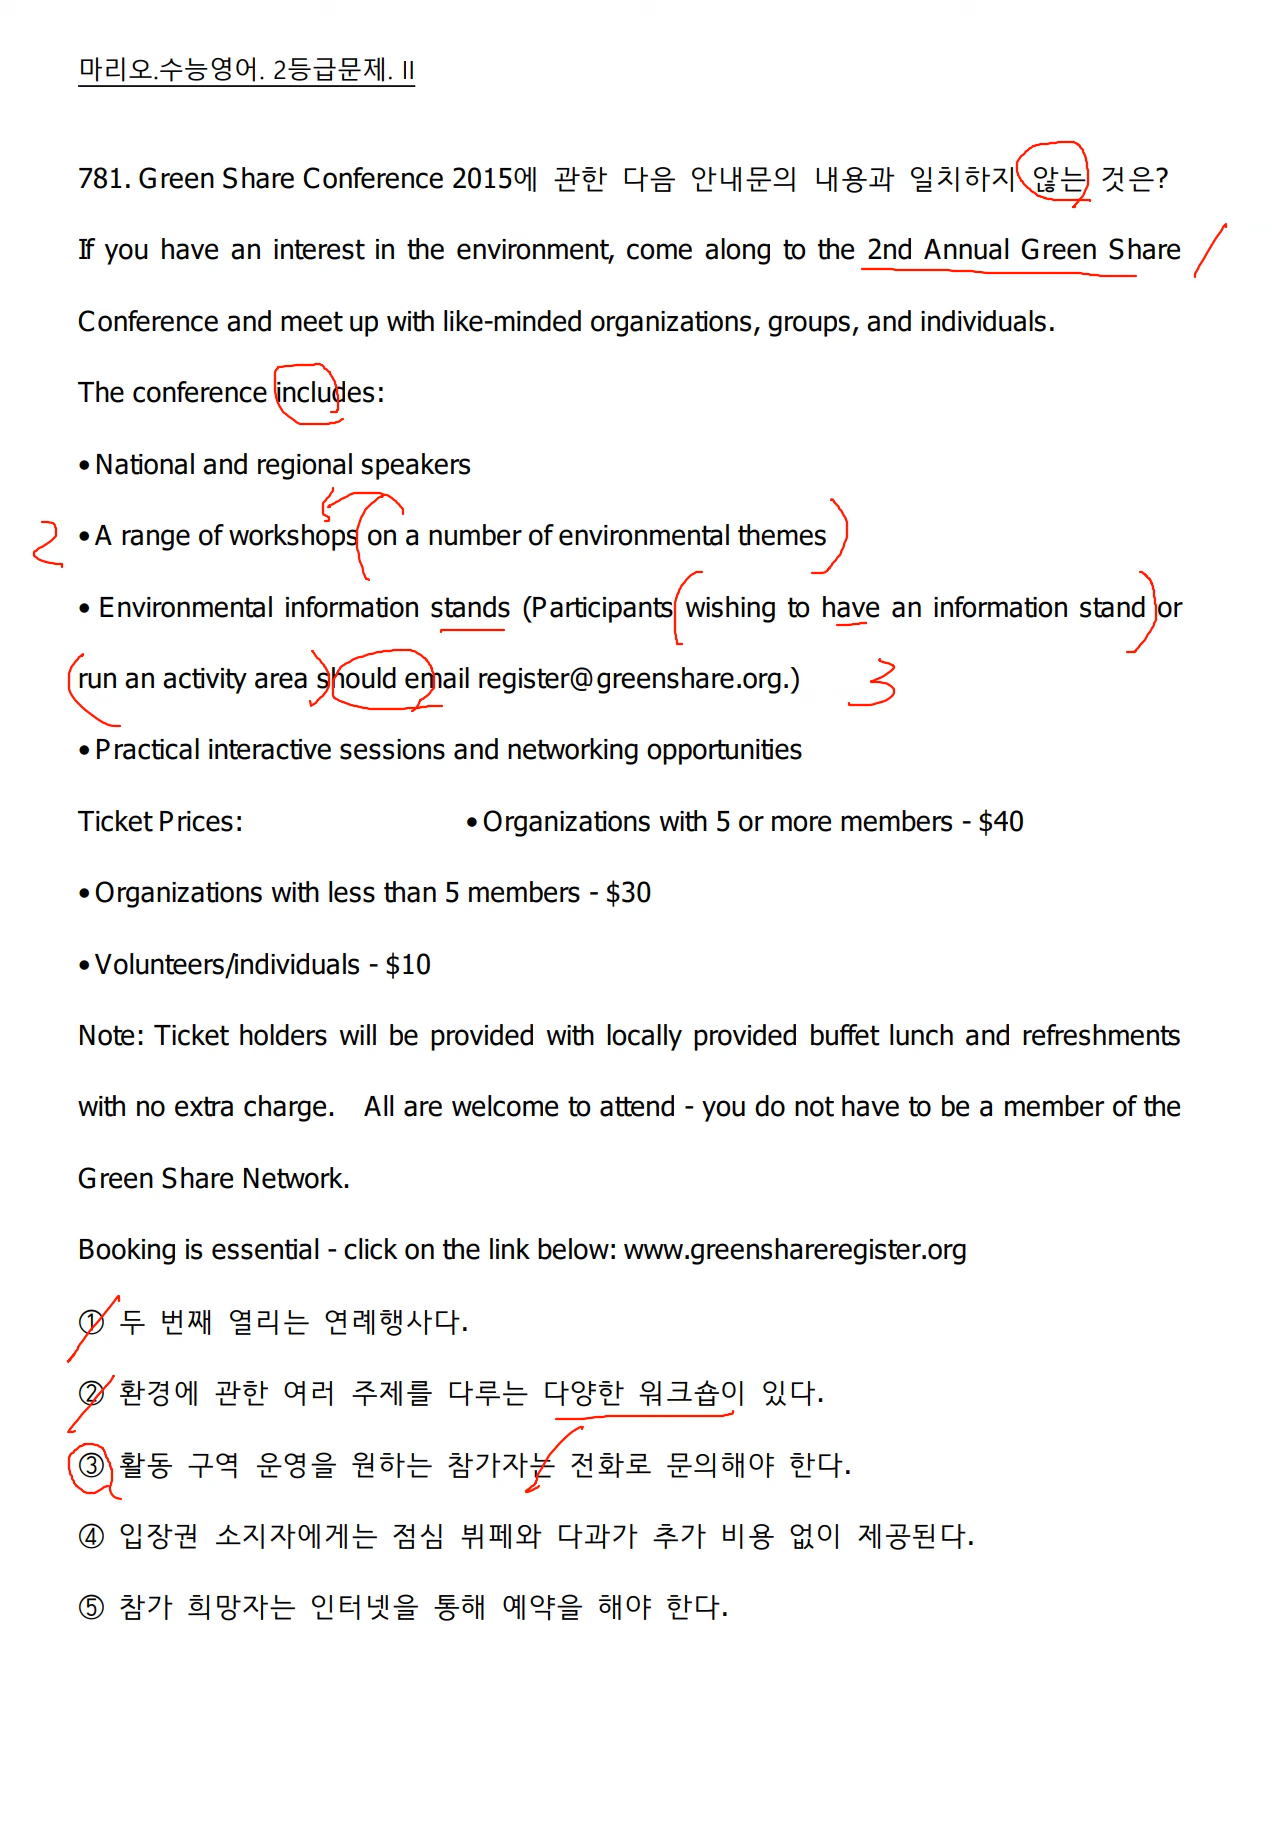 마리오.수능영어. 2등급문제. II
781. Green Share Conference 2015에 관한 다음 안내문의 내용과 일치하지 않는 것은?
If you have an interest in the environment, come along to the 2nd Annual Green Share
Conference and meet up with like-minded organizations, groups, and individuals.
The conference includes:
• National and regional speakers
2 • A range of workshops on a number of environmental themes
• Environmental information stands (Participants wishing to have an information stand or
run an activity area should email register@greenshare.org.) 3
• Practical interactive sessions and networking opportunities
Ticket Prices: • Organizations with 5 or more members - $40
• Organizations with less than 5 members - $30
• Volunteers/individuals - $10
Note: Ticket holders will be provided with locally provided buffet lunch and refreshments
with no extra charge. All are welcome to attend - you do not have to be a member of the
Green Share Network.
Booking is essential - click on the link below: www.greenshareregister.org
① 두 번째 열리는 연례행사다.
② 환경에 관한 여러 주제를 다루는 다양한 워크숍이 있다.
③ 활동 구역 운영을 원하는 참가자는 전화로 문의해야 한다.
④ 입장권 소지자에게는 점심 뷔페와 다과가 추가 비용 없이 제공된다.
⑤ 참가 희망자는 인터넷을 통해 예약을 해야 한다.